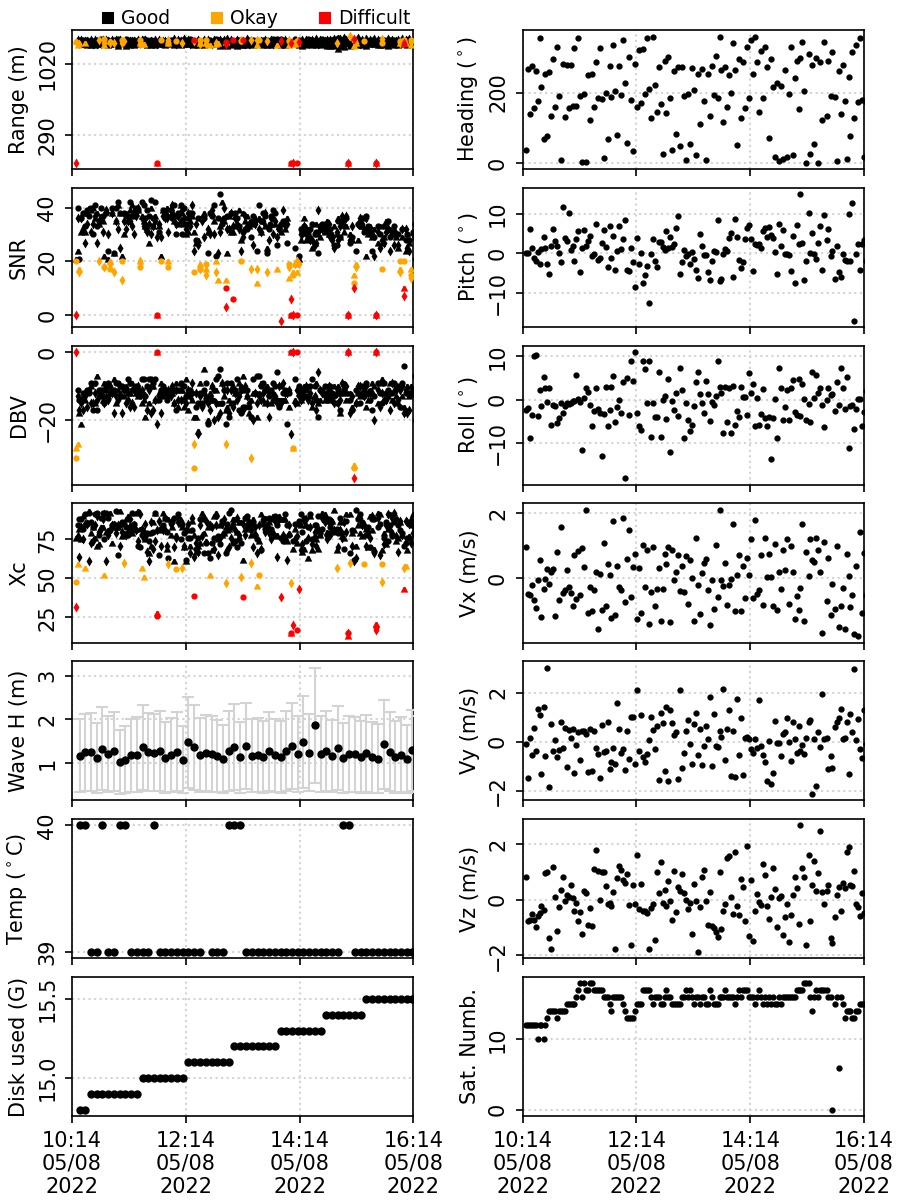 Good Okay Difficult
Range (m)
1020
290
Heading (°)
200
0
SNR
40
20
0
Pitch (°)
10
0
−10
DBV
0
−20
Roll (°)
10
0
−10
Xc
75
50
25
Vx (m/s)
2
0
Wave H (m)
3
2
1
Vy (m/s)
2
0
−2
Temp (°C)
40
39
Vz (m/s)
2
0
−2
Disk used (G)
15.5
15.0
Sat. Numb.
10
0
10:14 12:14 14:14 16:14 10:14 12:14 14:14 16:14
05/08 05/08 05/08 05/08 05/08 05/08 05/08 05/08
2022 2022 2022 2022 2022 2022 2022 2022